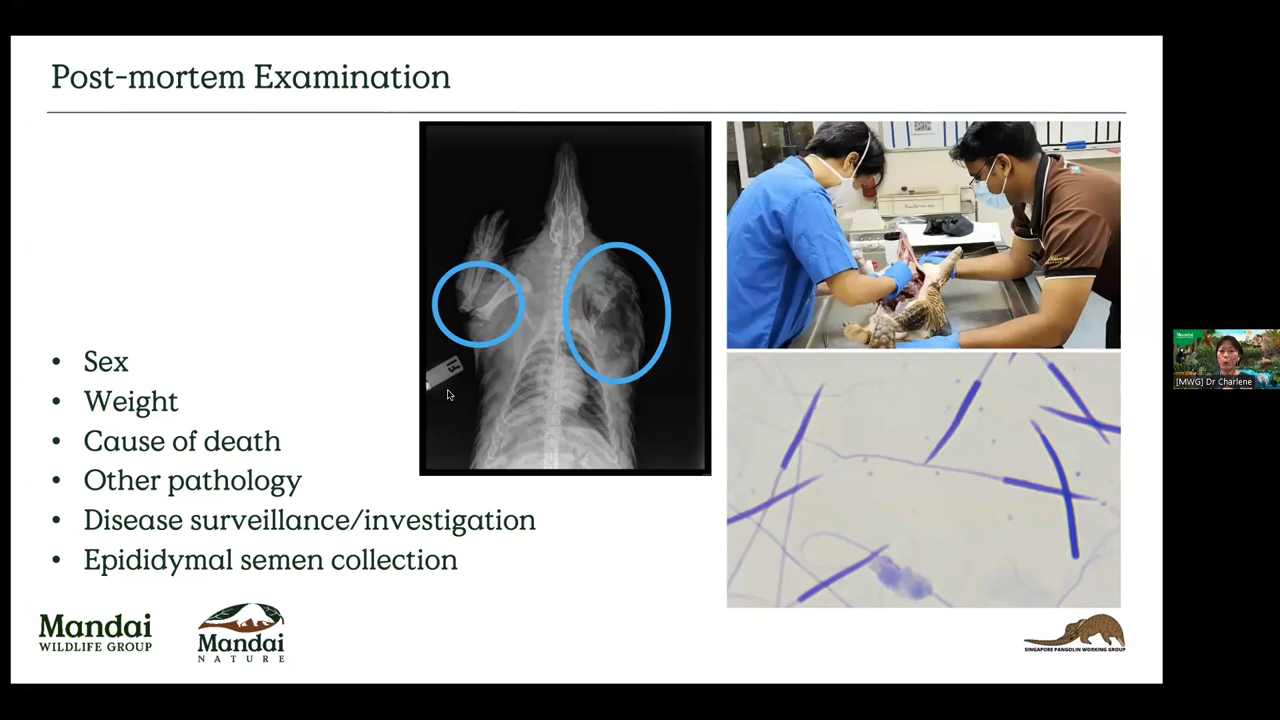 Post-mortem Examination
Sex
Weight
Cause of death
Other pathology
Disease surveillance/investigation
Epididymal semen collection
Mandai
WILDLIFE GROUP
Mandai
NATURE
SINGAPORE PANGOLIN WORKING GROUP
Mandai
[MWG] Dr Charlene